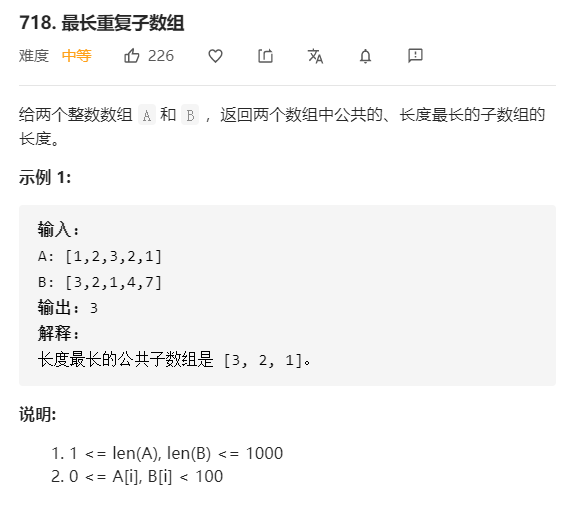 718. 最长重复子数组
难度 中等 226
给两个整数数组 A 和 B ，返回两个数组中公共的、长度最长的子数组的
长度。
示例 1:
输入：
A: [1,2,3,2,1]
B: [3,2,1,4,7]
输出：3
解释：
长度最长的公共子数组是 [3, 2, 1]。
说明:
1. 1 <= len(A), len(B) <= 1000
2. 0 <= A[i], B[i] < 100